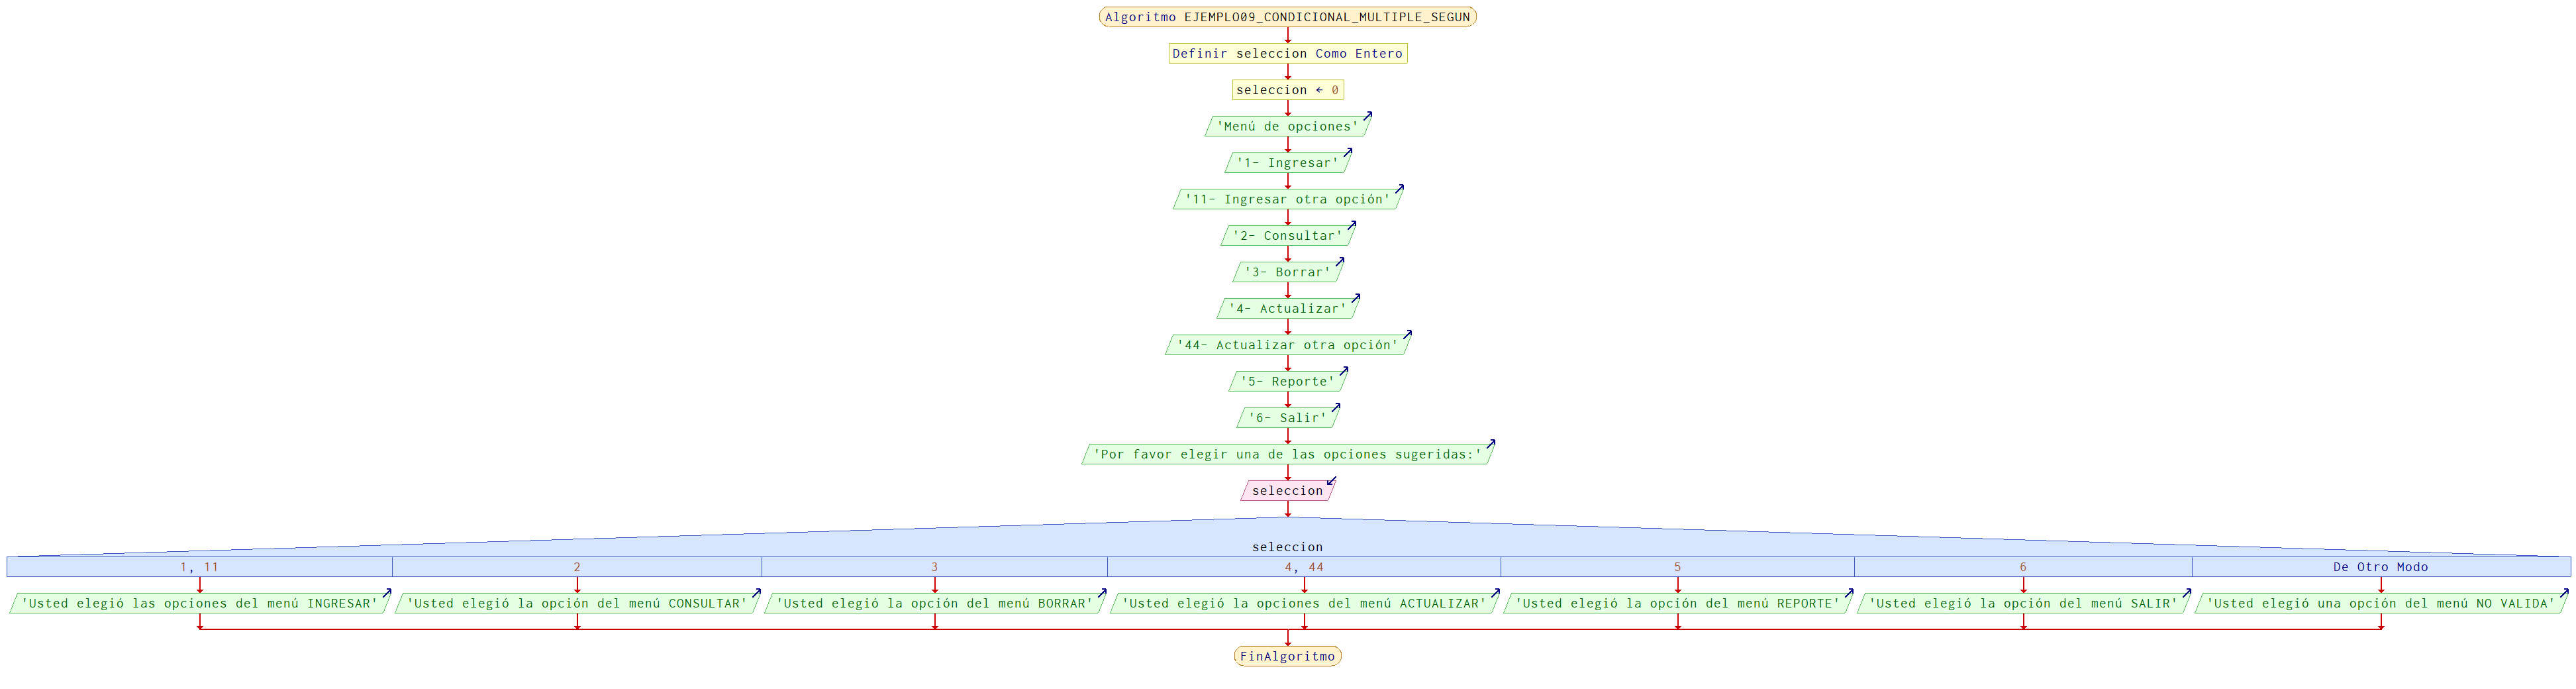 Algoritmo EJEMPLO09_CONDICIONAL_MULTIPLE_SEGUN
Definir seleccion Como Entero
seleccion ← 0
'Menú de opciones'
'1- Ingresar'
'11- Ingresar otra opción'
'2- Consultar'
'3- Borrar'
'4- Actualizar'
'44- Actualizar otra opción'
'5- Reporte'
'6- Salir'
'Por favor elegir una de las opciones sugeridas:'
seleccion
seleccion
1, 11 2 3 4, 44 5 6 De Otro Modo
'Usted elegió las opciones del menú INGRESAR' 'Usted elegió la opción del menú CONSULTAR' 'Usted elegió la opción del menú BORRAR' 'Usted elegió la opciones del menú ACTUALIZAR' 'Usted elegió la opción del menú REPORTE' 'Usted elegió la opción del menú SALIR' 'Usted elegió una opción del menú NO VALIDA'
FinAlgoritmo